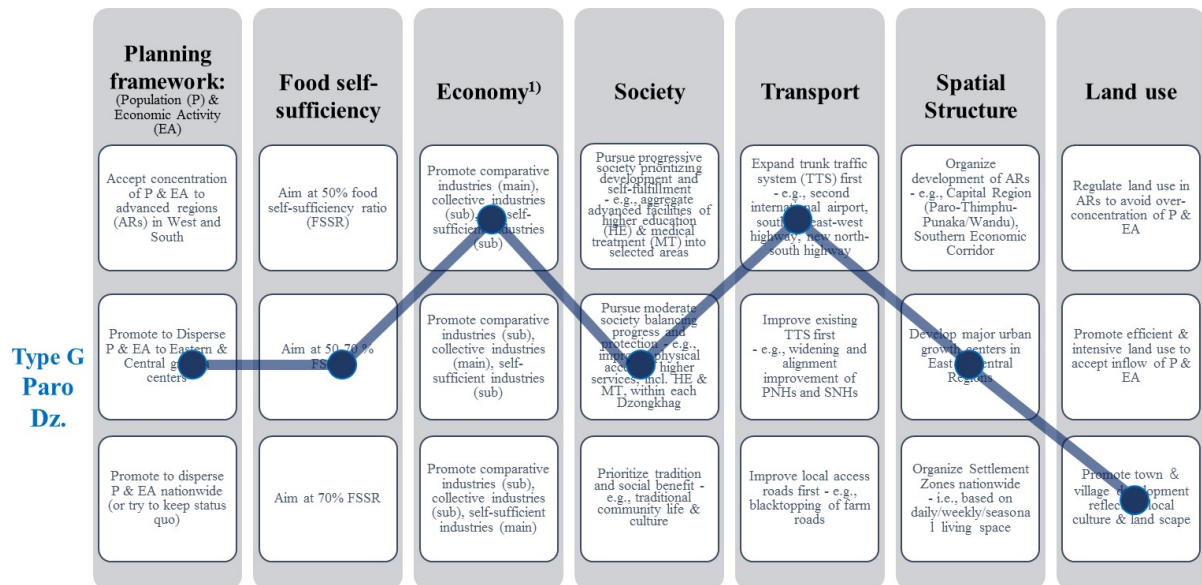 Planning
framework:
(Population (P) &
Economic Activity
(EA)
Food self-
sufficiency
Economy¹⁾
Society
Transport
Spatial
Structure
Land use
Accept concentration
of P & EA to
advanced regions
(ARs) in West and
South
Aim at 50% food
self-sufficiency ratio
(FSSR)
Promote comparative
industries (main),
collective industries
(sub), self-
sufficient industries
(sub)
Pursue progressive
society prioritizing
development and
self-fulfillment
- e.g., aggregate
advanced facilities of
higher education
(HE) & medical
treatment (MT) into
selected areas
Expand trunk traffic
system (TTS) first
- e.g., second
international airport,
east-west
highway, new north-
south highway
Organize
development of ARs
- e.g., Capital Region
(Paro-Thimphu-
Punaka/Wandu),
Southern Economic
Corridor
Regulate land use in
ARs to avoid over-
concentration of P &
EA
Type G
Paro
Dz.
Promote to Disperse
P & EA to Eastern &
Central
centers
Aim at 50-70 %
Promote comparative
industries (sub),
collective industries
(main), self-
sufficient industries
(sub)
Pursue moderate
society balancing
progress and
protection - e.g.,
physical
higher
services, incl. HE &
MT, within each
Dzongkhag
Improve existing
TTS first
- e.g., widening and
alignment
improvement of
PNHs and SNHs
Develop major urban
growth centers in
East
Regions
Promote efficient &
intensive land use to
accept inflow of P &
EA
Promote to disperse
P & EA nationwide
(or try to keep status
quo)
Aim at 70% FSSR
Promote comparative
industries (sub),
collective industries
(sub), self-sufficient
industries (main)
Prioritize tradition
and social benefit -
e.g., traditional
community life &
culture
Improve local access
roads first - e.g.,
blacktopping of farm
roads
Organize Settlement
Zones nationwide
- i.e., based on
daily/weekly/seasona
l living space
Promote town &
village development
local
culture & land scape